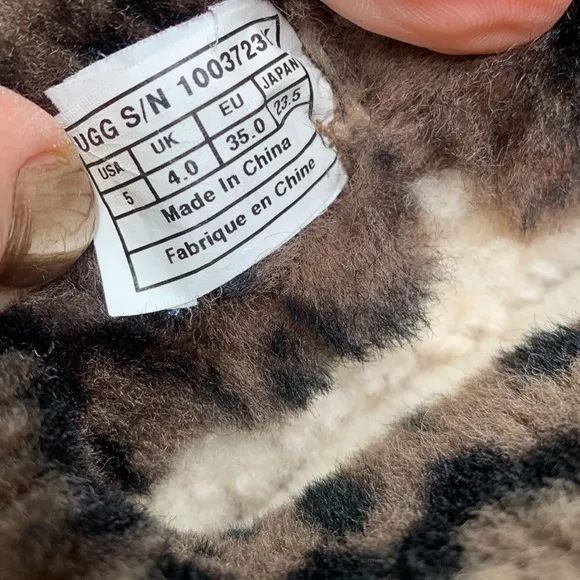 UGG S/N 1003723
USA UK EU JAPAN
5 4.0 35.0 23.5
Made In China
Fabrique en Chine